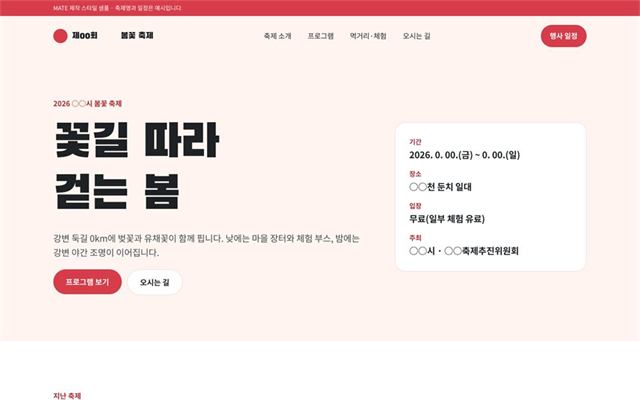 MATE 제작 스타일 샘플 · 축제명과 일정은 예시입니다
제00회 봄꽃 축제
축제 소개
프로그램
먹거리·체험
오시는 길
행사 일정
2026 ○○시 봄꽃 축제
꽃길 따라
걷는 봄
강변 둑길 0km에 벚꽃과 유채꽃이 함께 핍니다. 낮에는 마을 장터와 체험 부스, 밤에는
강변 야간 조명이 이어집니다.
프로그램 보기
오시는 길
기간
2026. 0. 00.(금) ~ 0. 00.(일)
장소
○○천 둔치 일대
입장
무료(일부 체험 유료)
주최
○○시 · ○○축제추진위원회
지난 축제